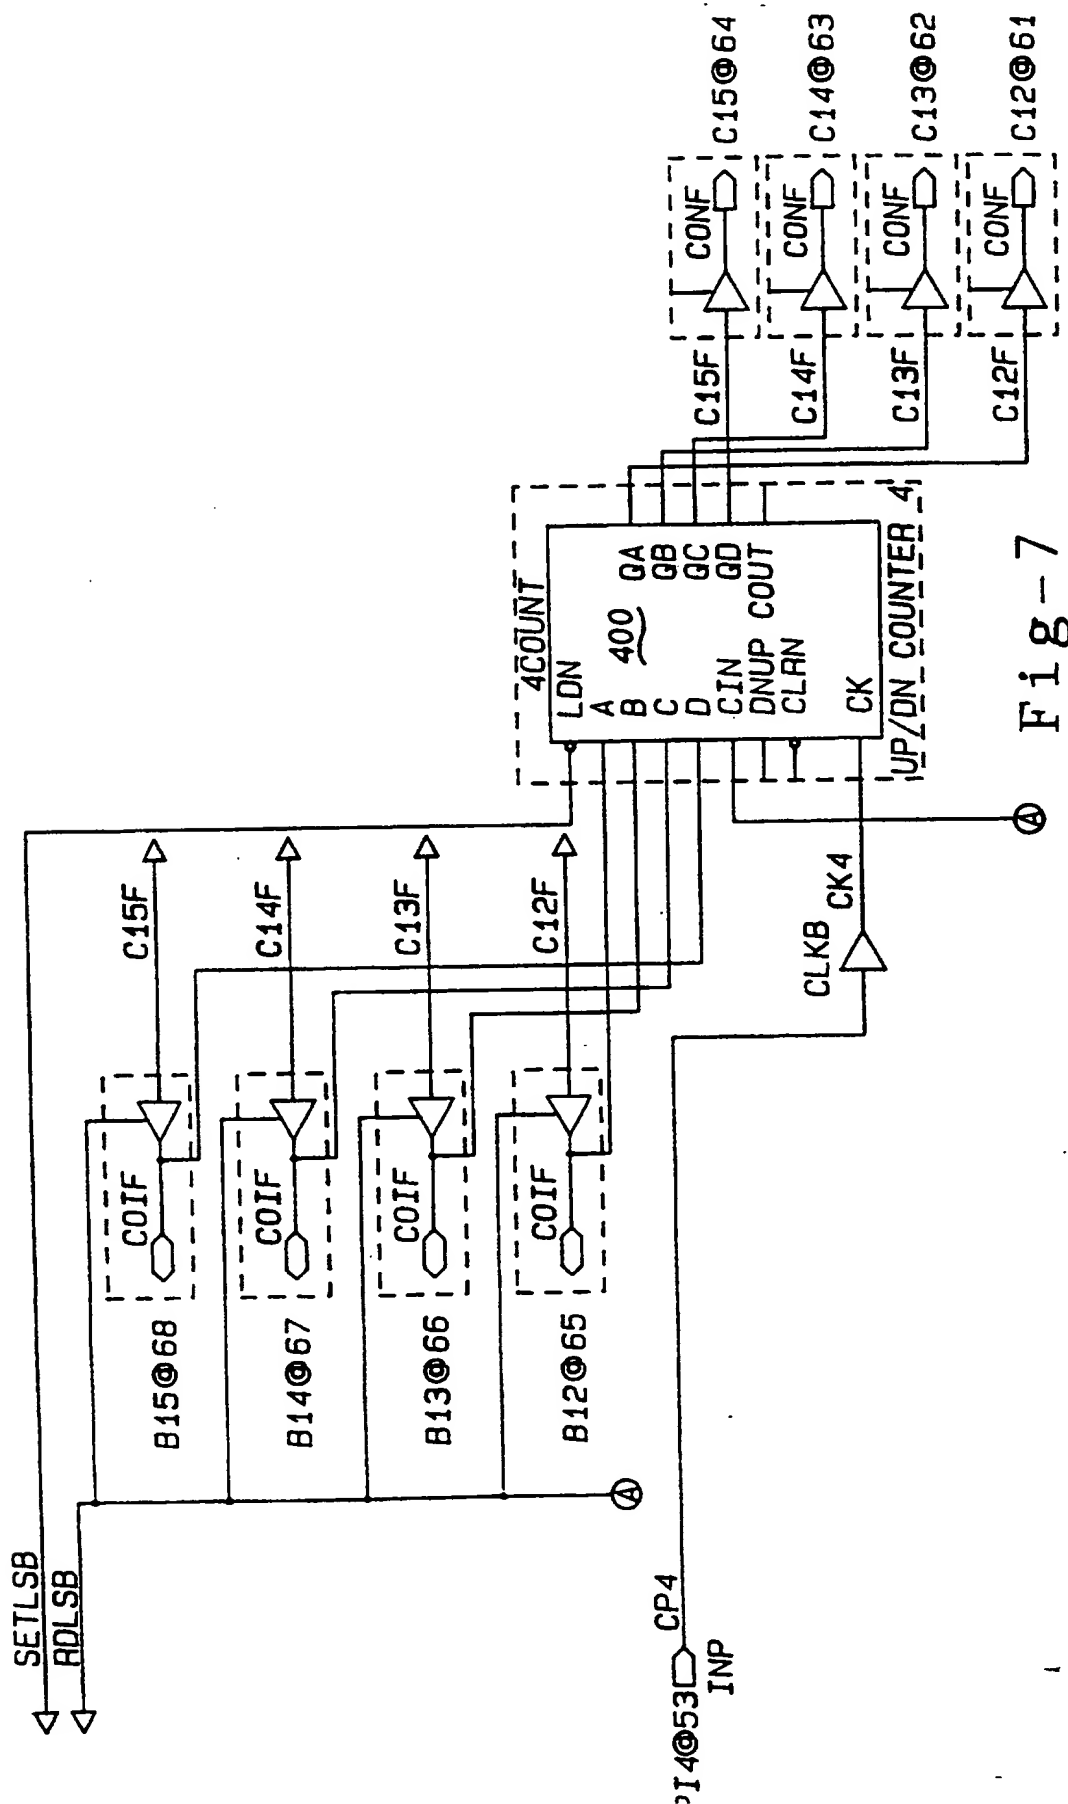 SETLSB
RDLSB
B15@68
COIF
C15F
B14@67
COIF
C14F
B13@66
COIF
C13F
B12@65
COIF
C12F
A
PI4@53
INP
CP4
CLKB
CK4
A
4COUNT
LDN
A
B
C
D
CIN
DNUP
CLRN
CK
400
QA
QB
QC
QD
COUT
UP/DN COUNTER 4
C15F
CONF
C15@64
C14F
CONF
C14@63
C13F
CONF
C13@62
C12F
CONF
C12@61
Fig-7